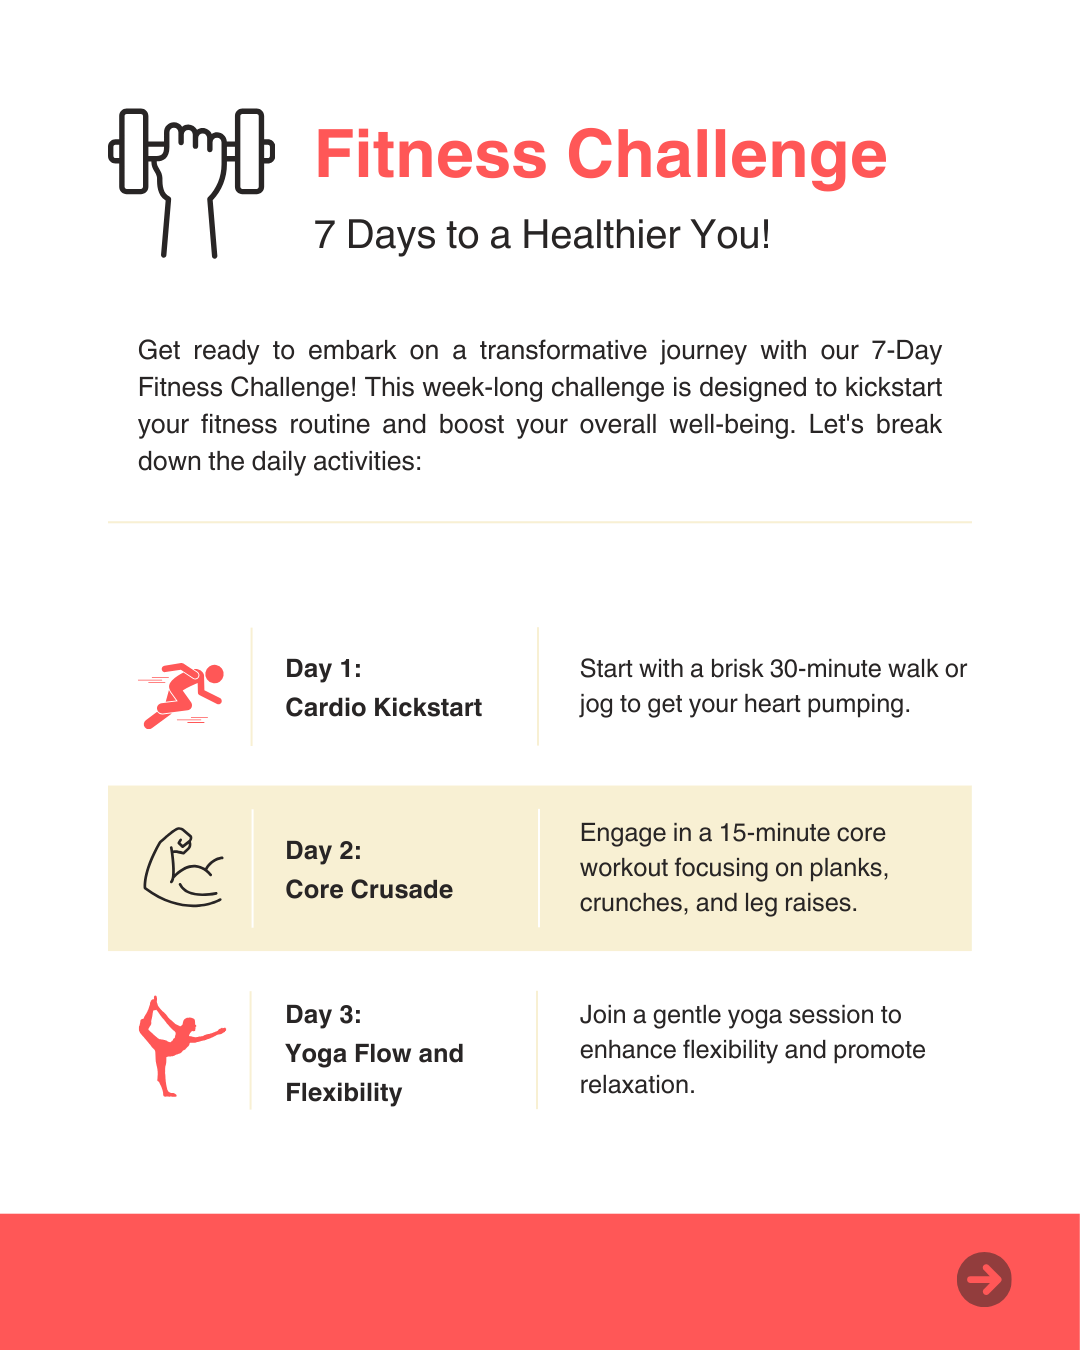 Fitness Challenge
7 Days to a Healthier You!
Get ready to embark on a transformative journey with our 7-Day
Fitness Challenge! This week-long challenge is designed to kickstart
your fitness routine and boost your overall well-being. Let's break
down the daily activities:
Day 1:
Cardio Kickstart
Start with a brisk 30-minute walk or
jog to get your heart pumping.
Day 2:
Core Crusade
Engage in a 15-minute core
workout focusing on planks,
crunches, and leg raises.
Day 3:
Yoga Flow and
Flexibility
Join a gentle yoga session to
enhance flexibility and promote
relaxation.